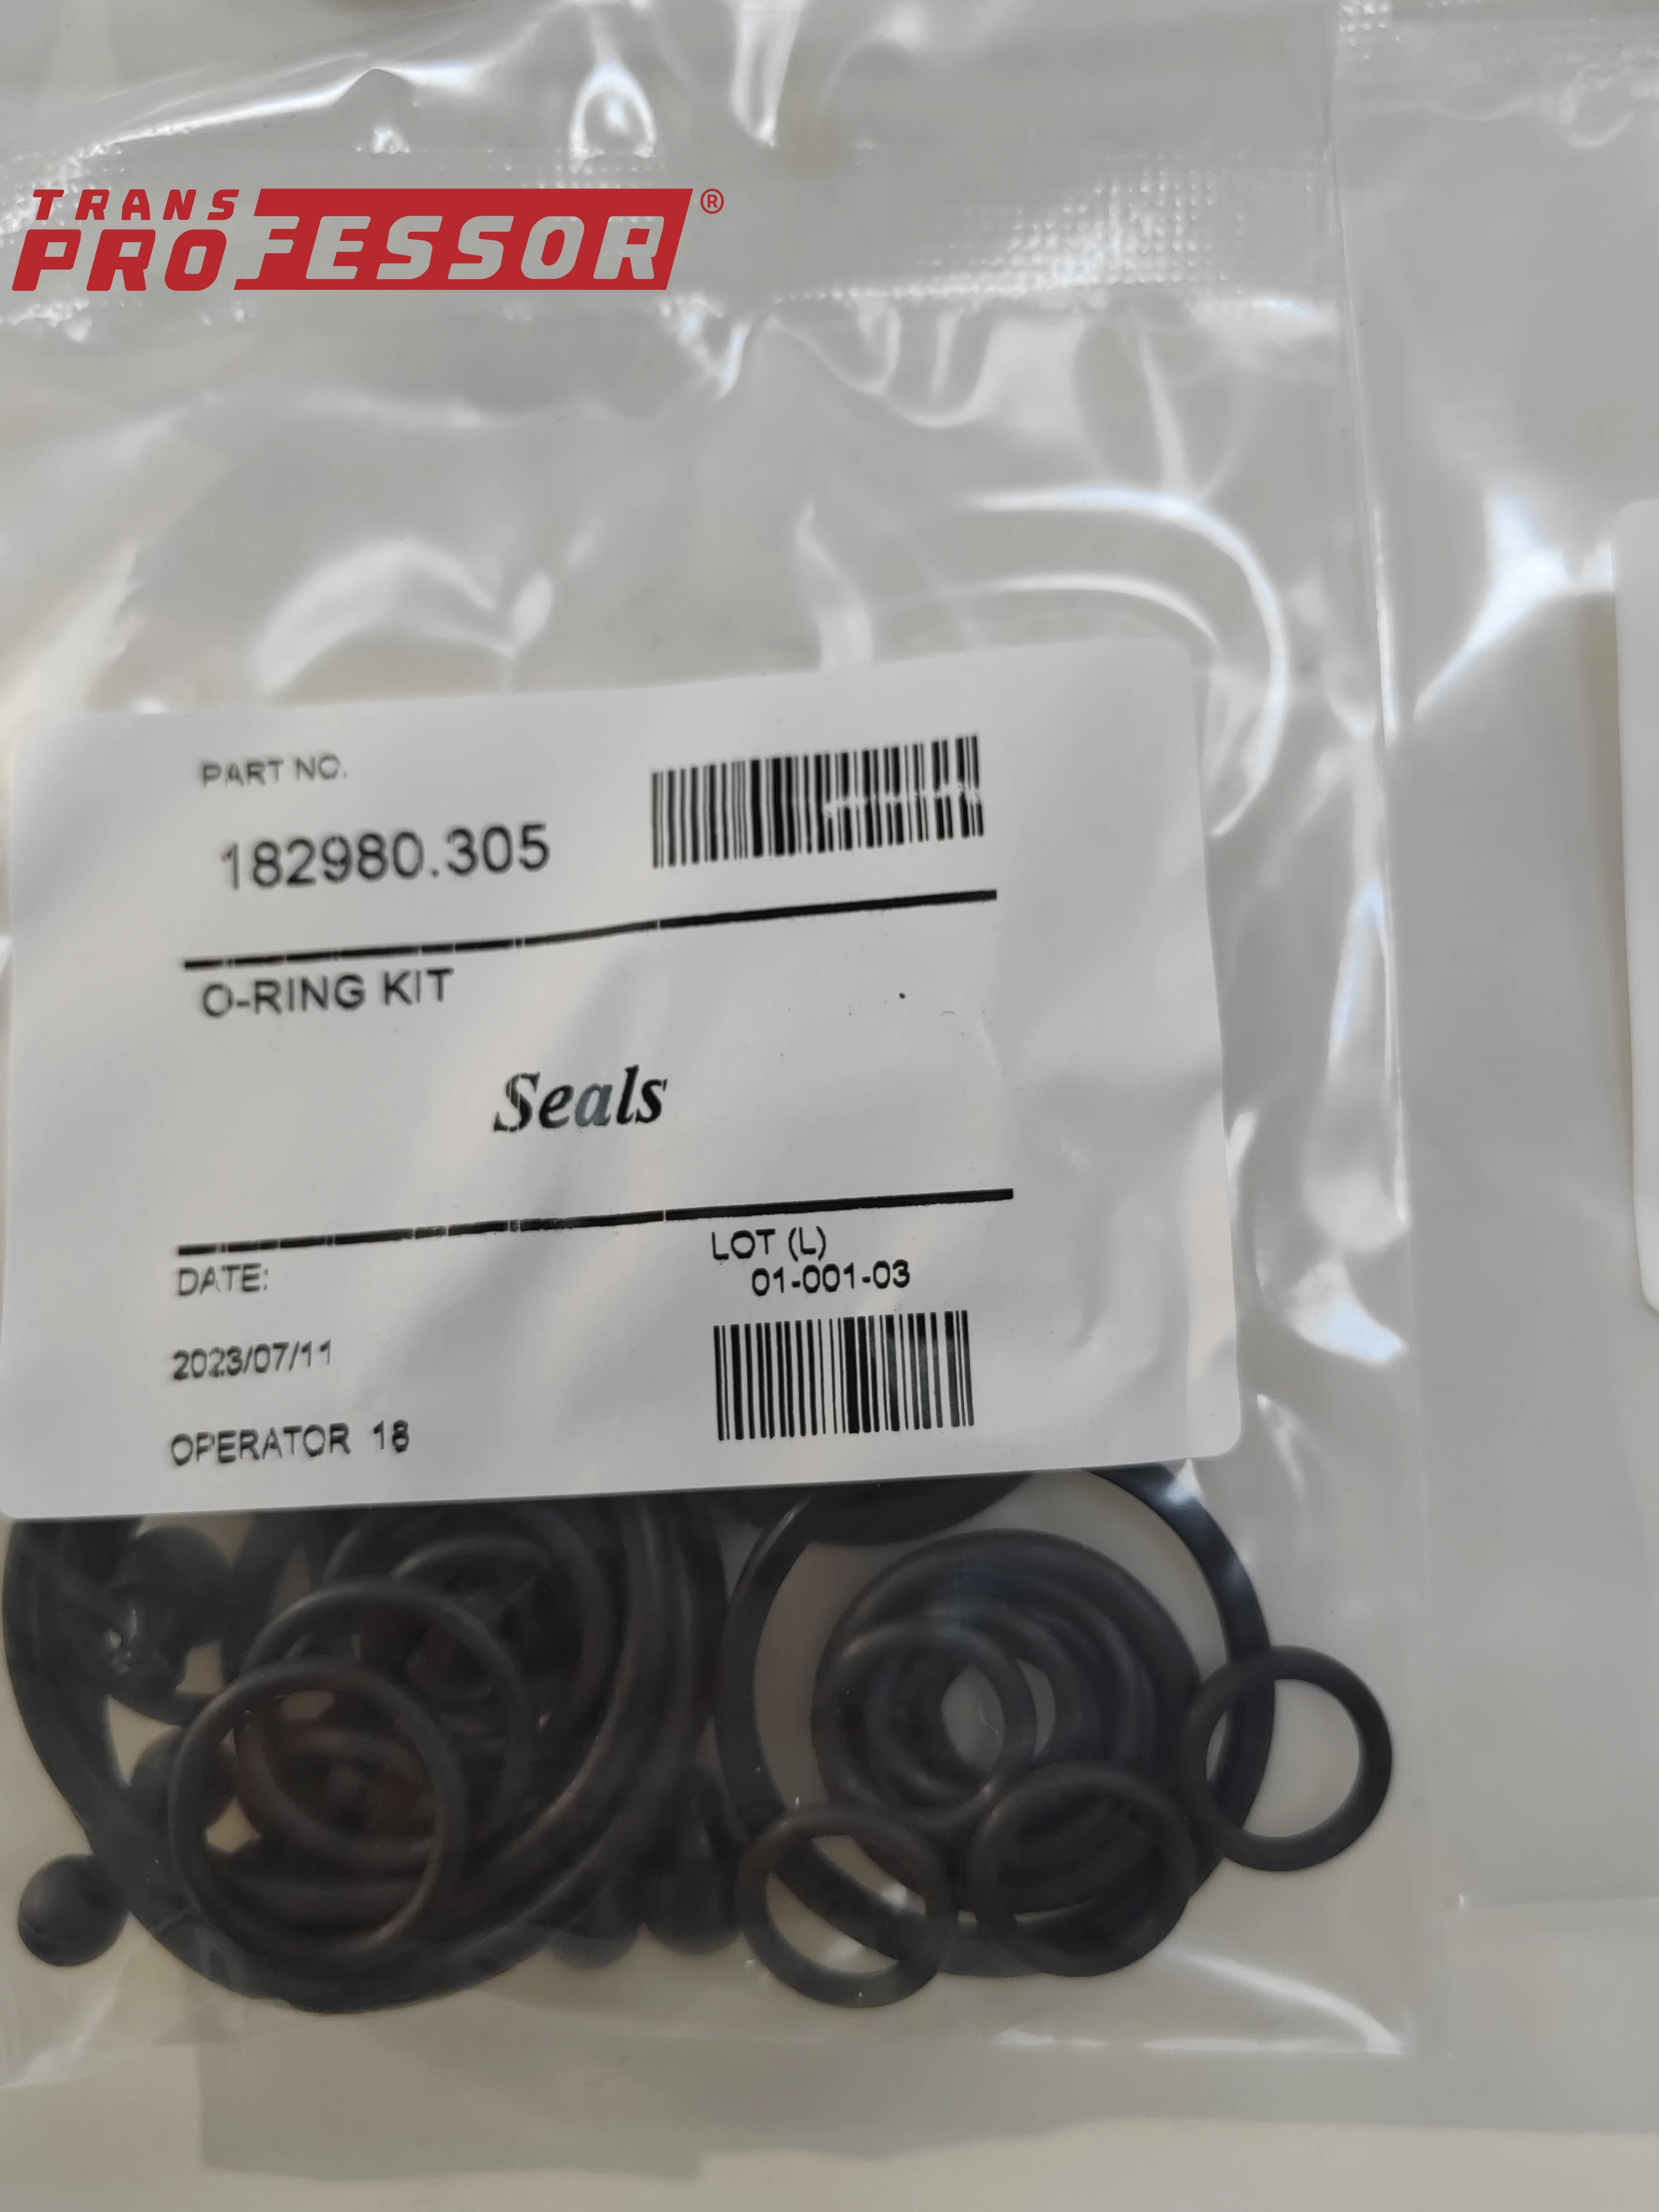 TRANS
PROFESSOR®
PART NO.
182980.305
O-RING KIT
Seals
DATE:
LOT (L)
01-001-03
2023/07/11
OPERATOR 18